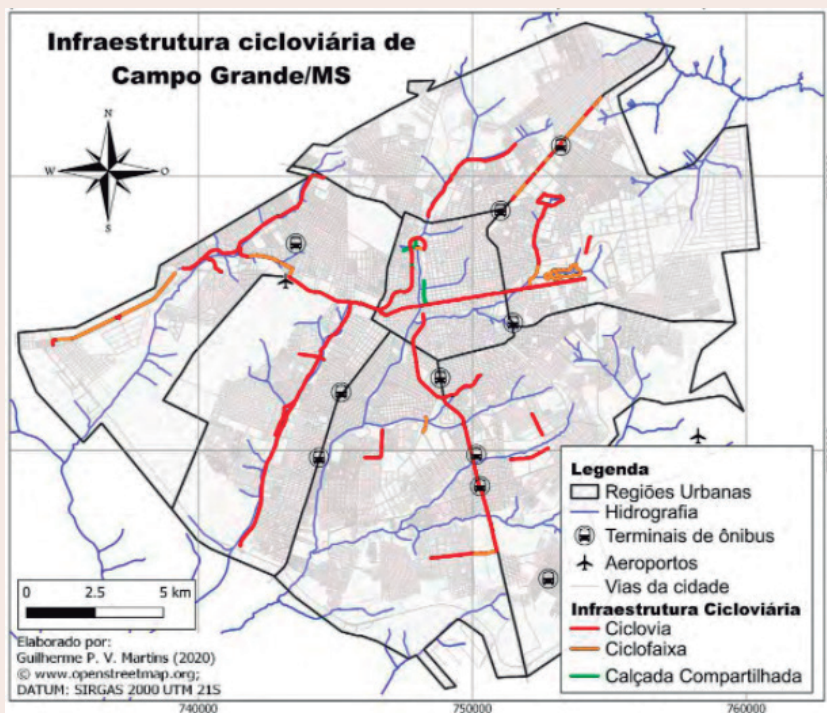 Infraestrutura cicloviária de
Campo Grande/MS
N
W
O
S
Legenda
Regiões Urbanas
Hidrografia
Terminais de ônibus
Aeroportos
Vias da cidade
Infraestrutura Cicloviária
Ciclovia
Ciclofaixa
Calçada Compartilhada
0 2.5 5 km
Elaborado por:
Guilherme P. V. Martins (2020)
© www.openstreetmap.org;
DATUM: SIRGAS 2000 UTM 21S
740000 750000 760000